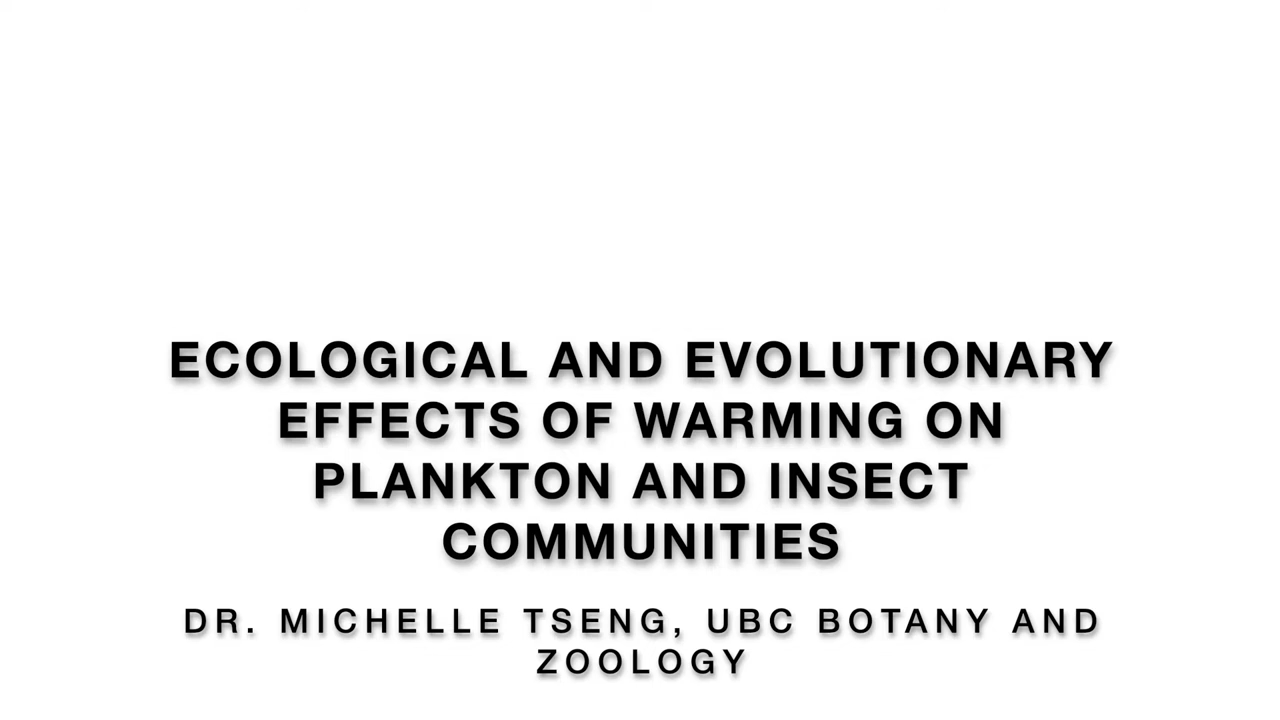 ECOLOGICAL AND EVOLUTIONARY
EFFECTS OF WARMING ON
PLANKTON AND INSECT
COMMUNITIES
DR. MICHELLE TSENG, UBC BOTANY AND
ZOOLOGY